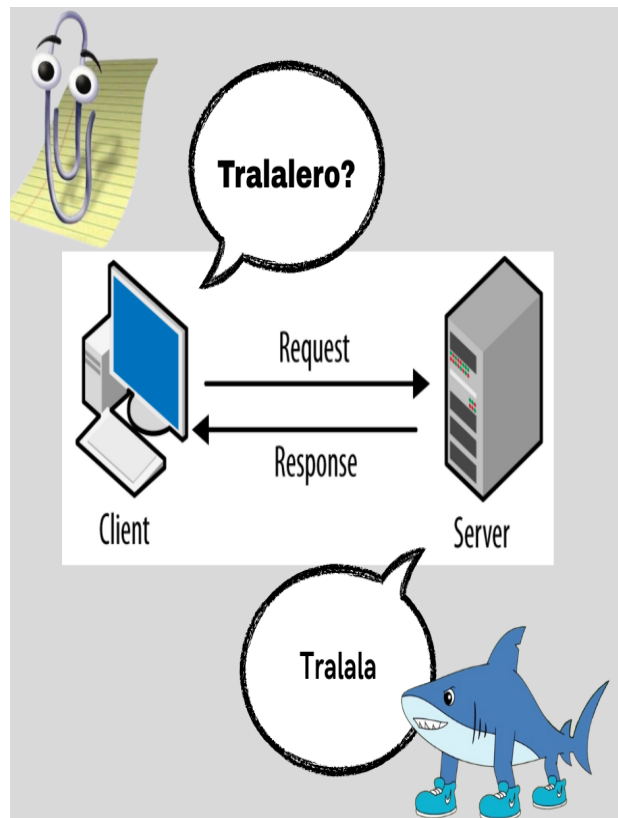 Tralalero?
Request
Response
Client
Server
Tralala